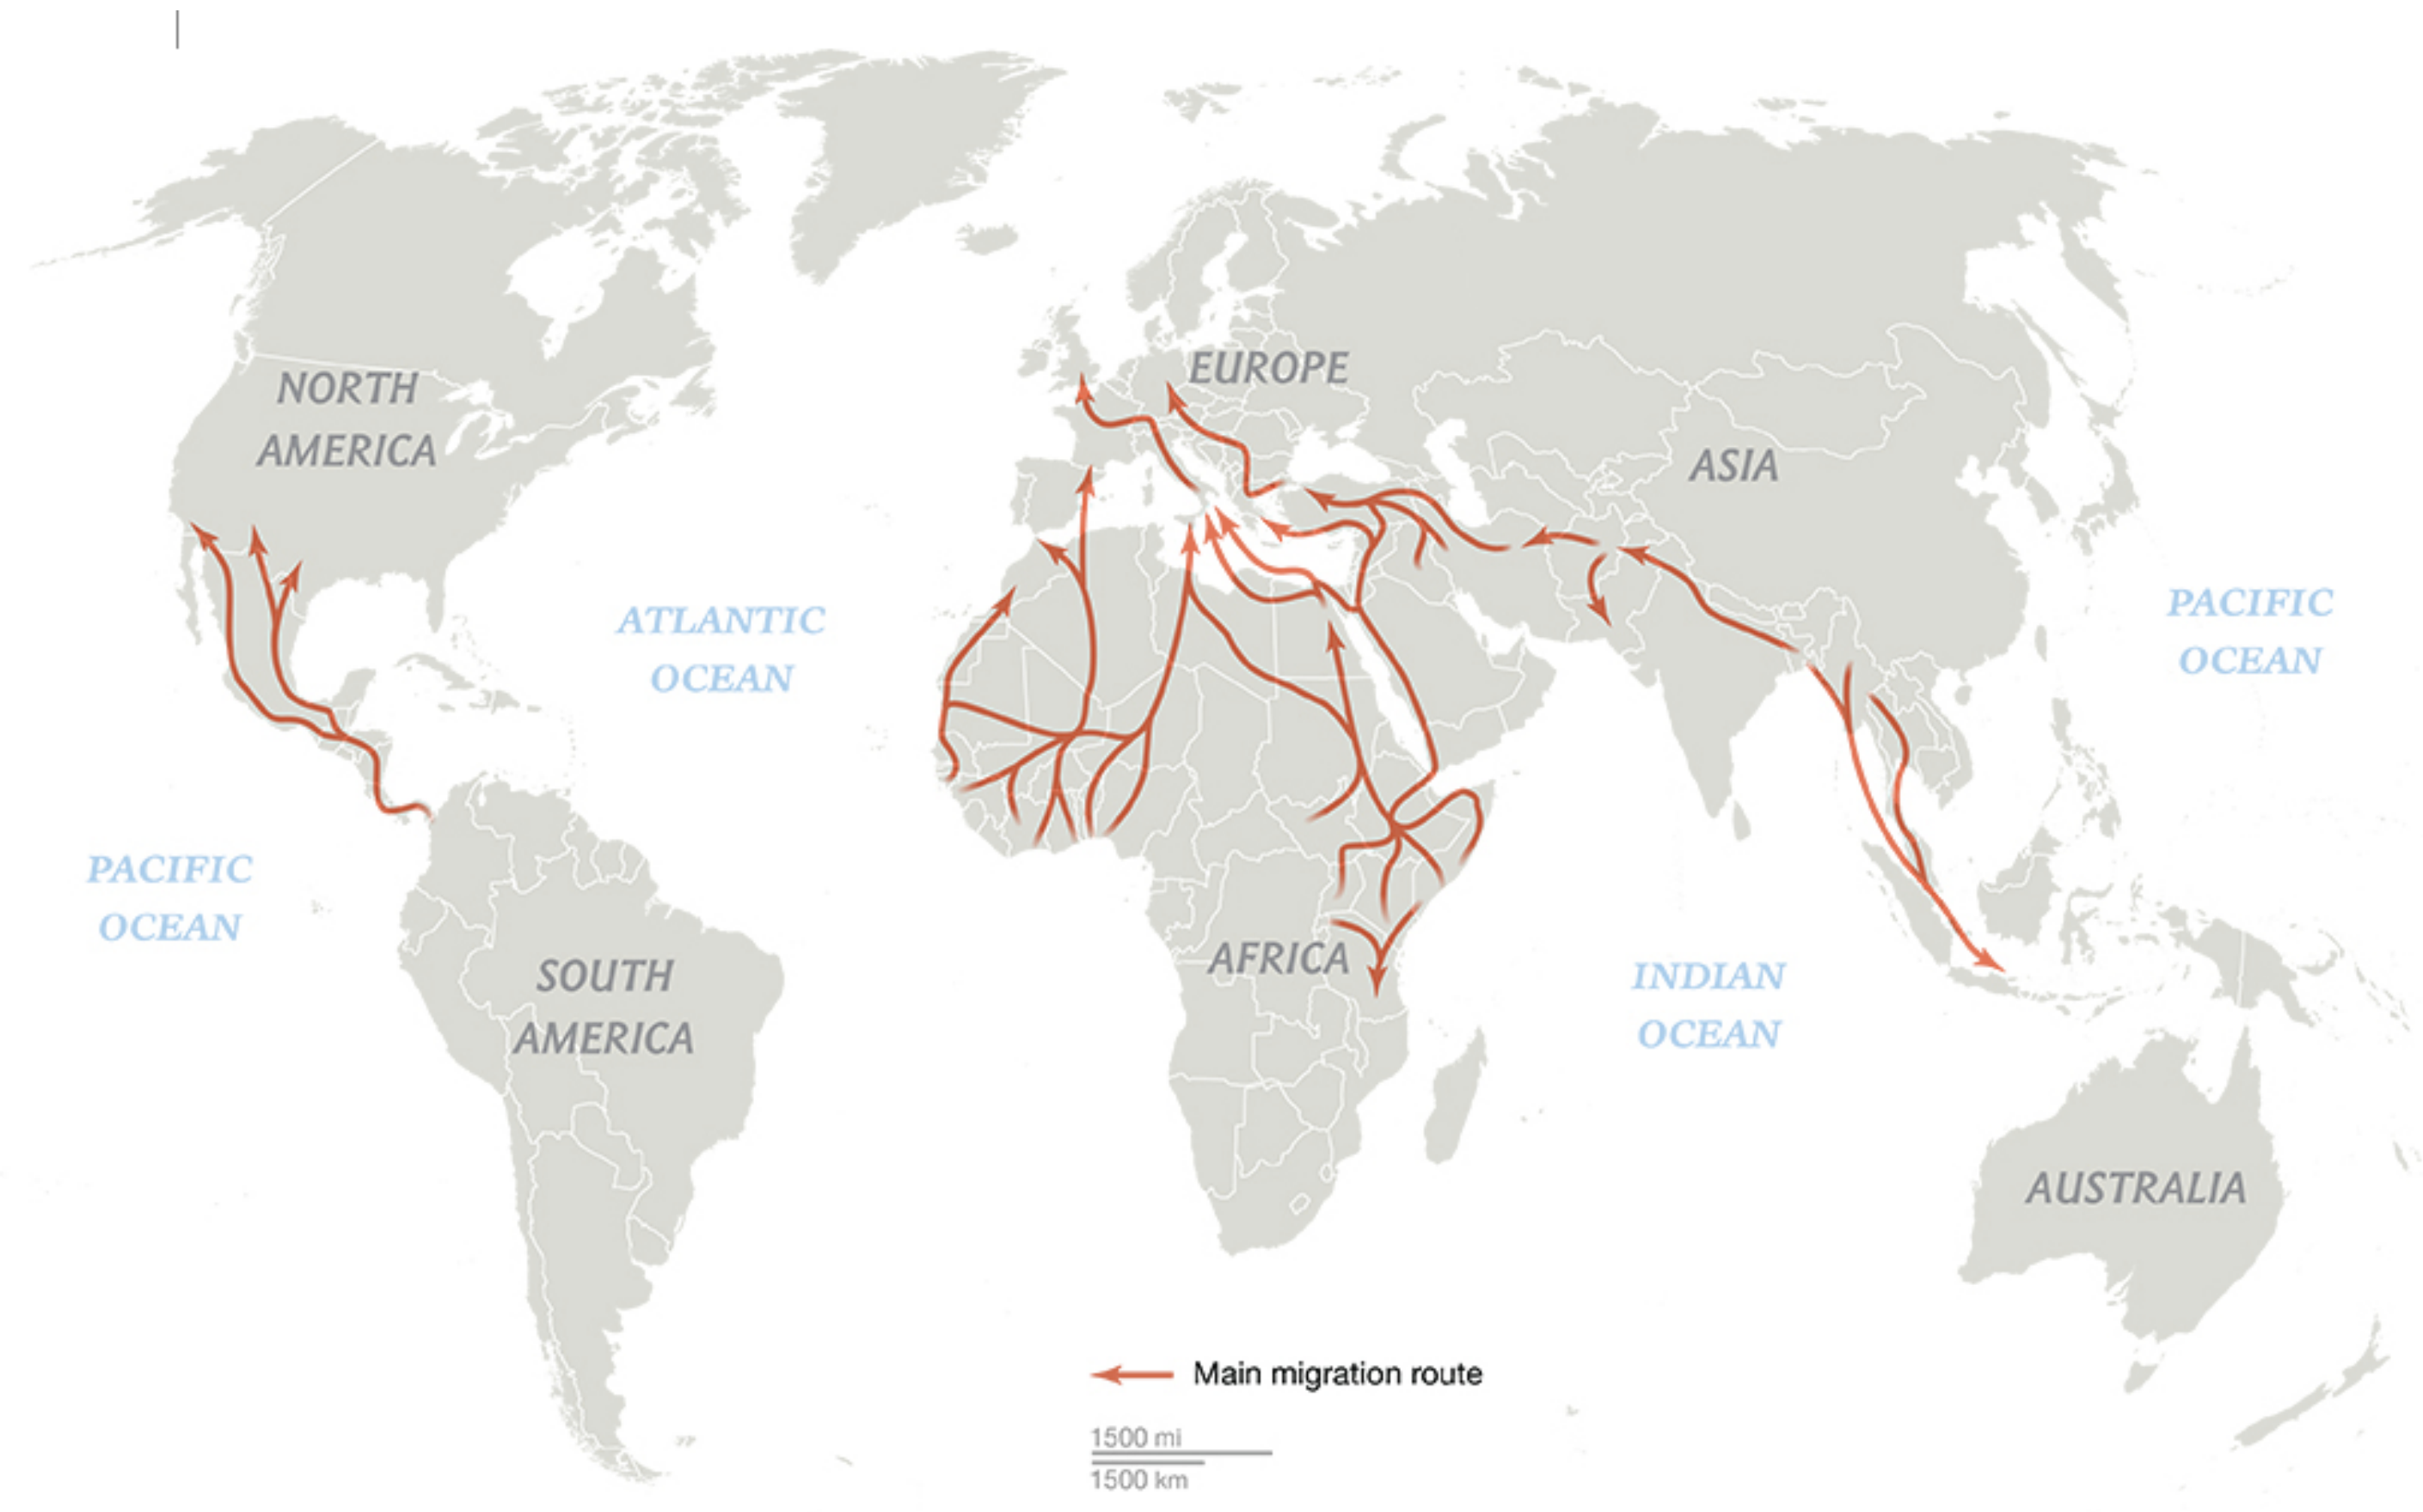 NORTH
AMERICA
EUROPE
ASIA
ATLANTIC
OCEAN
PACIFIC
OCEAN
PACIFIC
OCEAN
SOUTH
AMERICA
AFRICA
INDIAN
OCEAN
AUSTRALIA
Main migration route
1500 mi
1500 km